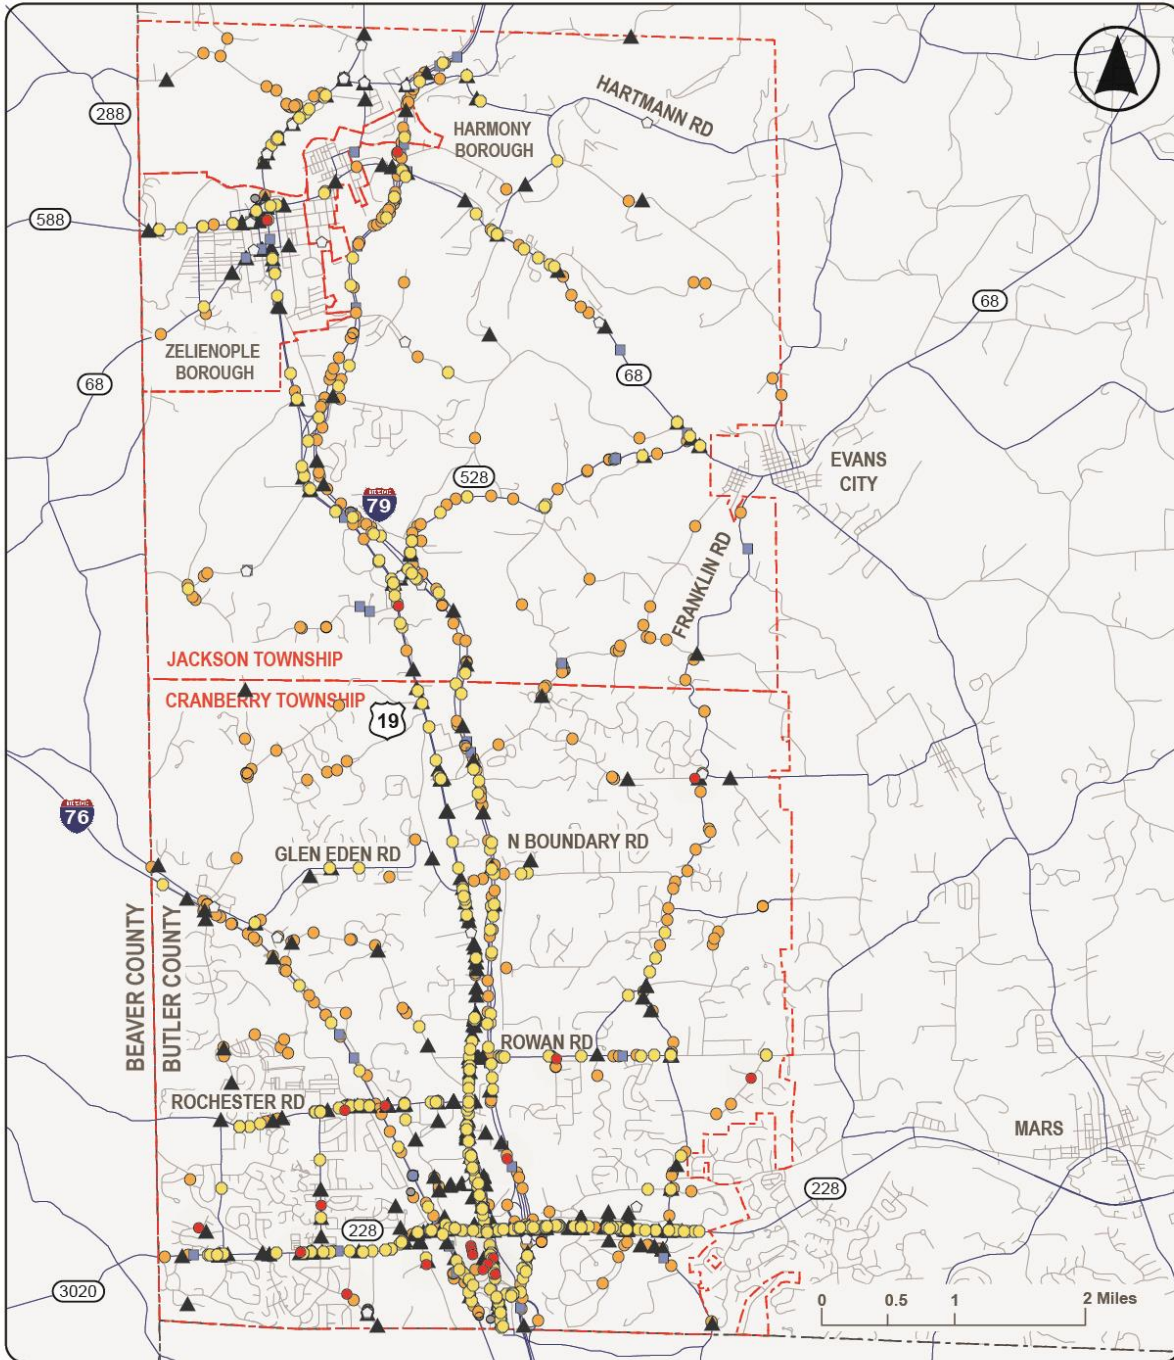 288
HARTMANN RD
HARMONY
BOROUGH
588
68
ZELIENOPLE
BOROUGH
68
68
EVANS
CITY
528
79
FRANKLIN RD
JACKSON TOWNSHIP
CRANBERRY TOWNSHIP
19
76
GLEN EDEN RD
N BOUNDARY RD
BEAVER COUNTY
BUTLER COUNTY
ROWAN RD
ROCHESTER RD
MARS
228
228
3020
0 0.5 1 2 Miles